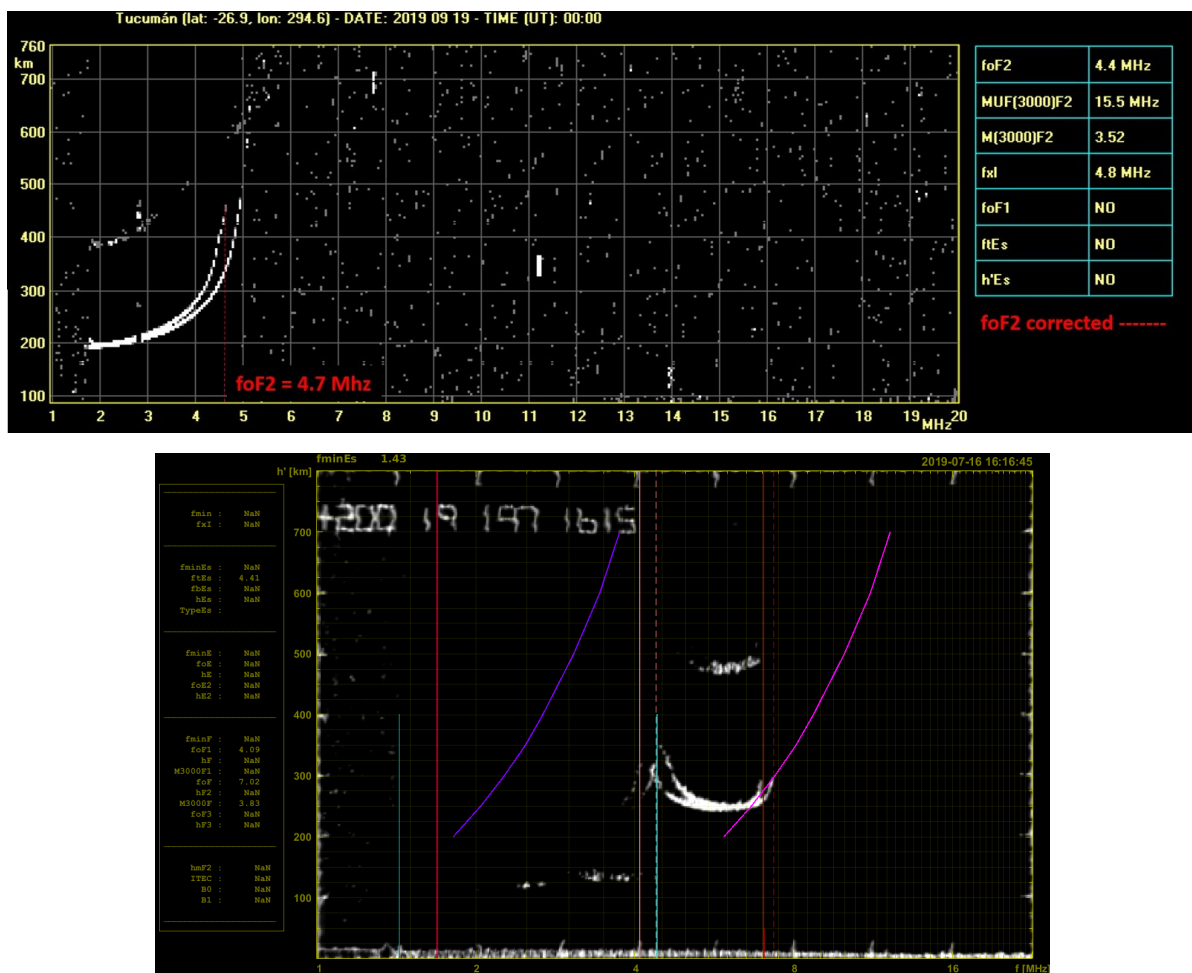 Tucumán (lat: -26.9, lon: 294.6) - DATE: 2019 09 19 - TIME (UT): 00:00
760
km
700
600
500
400
300
200
100
1 2 3 4 5 6 7 8 9 10 11 12 13 14 15 16 17 18 19 20
MHz
foF2 = 4.7 Mhz
foF2 4.4 MHz
MUF(3000)F2 15.5 MHz
M(3000)F2 3.52
fxI 4.8 MHz
foF1 NO
ftEs NO
h'Es NO
foF2 corrected -------
fminEs 1.43
2019-07-16 16:16:45
h' [km]
fmin : NaN
fxI : NaN
fminEs : NaN
ftEs : 4.41
fbEs : NaN
hEs : NaN
TypeEs :
fminE : NaN
foE : NaN
hE : NaN
foE2 : NaN
hE2 : NaN
fminF : NaN
foF1 : 4.09
hF : NaN
M3000F1 : NaN
foF : 7.02
hF2 : NaN
M3000F : 3.83
foF3 : NaN
hF3 : NaN
hmF2 : NaN
ITEC : NaN
B0 : NaN
B1 : NaN
+200 19 197 1615
700
600
500
400
300
200
100
1 2 4 8 16 f [MHz]